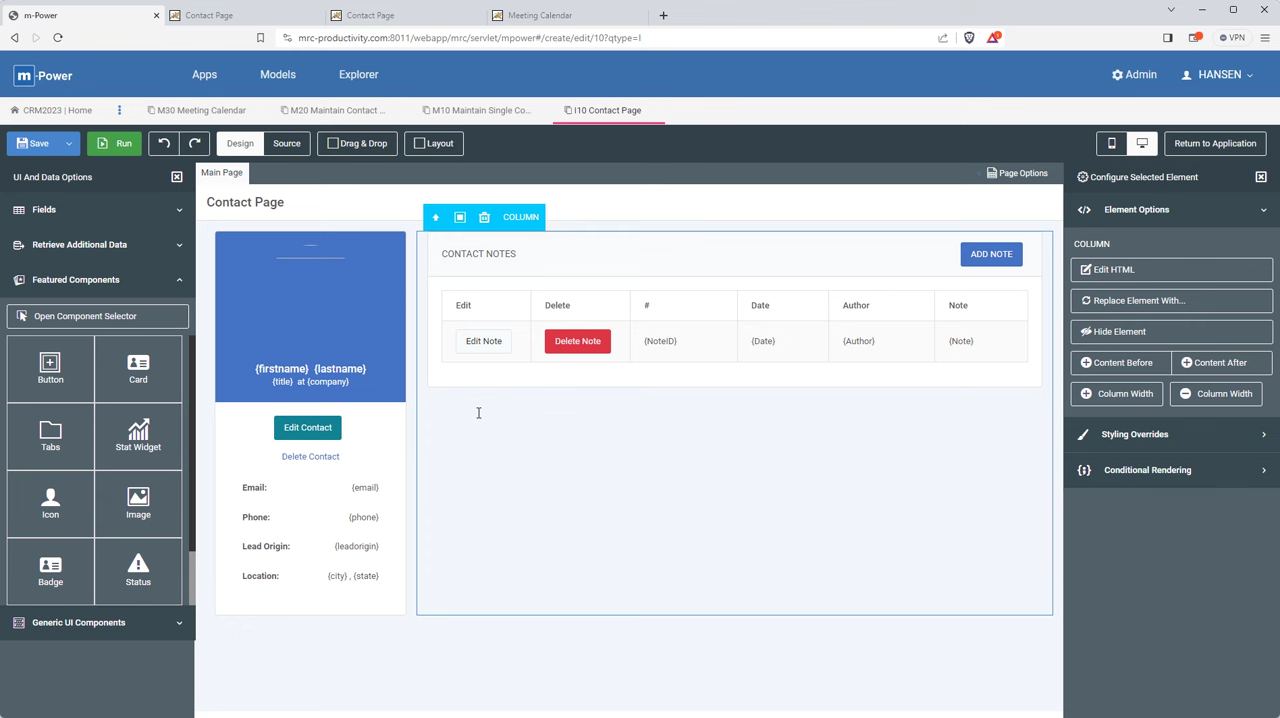 m-Power
Contact Page
Contact Page
Meeting Calendar
mrc-productivity.com:8011/webapp/mrc/servlet/mpower#/create/edit/10?qtype=I
VPN
m -Power
Apps
Models
Explorer
Admin
HANSEN
CRM2023 | Home
M30 Meeting Calendar
M20 Maintain Contact ...
M10 Maintain Single Co...
I10 Contact Page
Save
Run
Design
Source
Drag & Drop
Layout
Return to Application
UI And Data Options
Main Page
Page Options
Configure Selected Element
Fields
Retrieve Additional Data
Featured Components
Open Component Selector
Button
Card
Tabs
Stat Widget
Icon
Image
Badge
Status
Generic UI Components
Contact Page
COLUMN
{firstname} {lastname}
{title} at {company}
Edit Contact
Delete Contact
Email: {email}
Phone: {phone}
Lead Origin: {leadorigin}
Location: {city} , {state}
CONTACT NOTES
ADD NOTE
Edit Delete # Date Author Note
Edit Note Delete Note {NoteID} {Date} {Author} {Note}
Element Options
COLUMN
Edit HTML
Replace Element With...
Hide Element
Content Before
Content After
Column Width
Column Width
Styling Overrides
Conditional Rendering